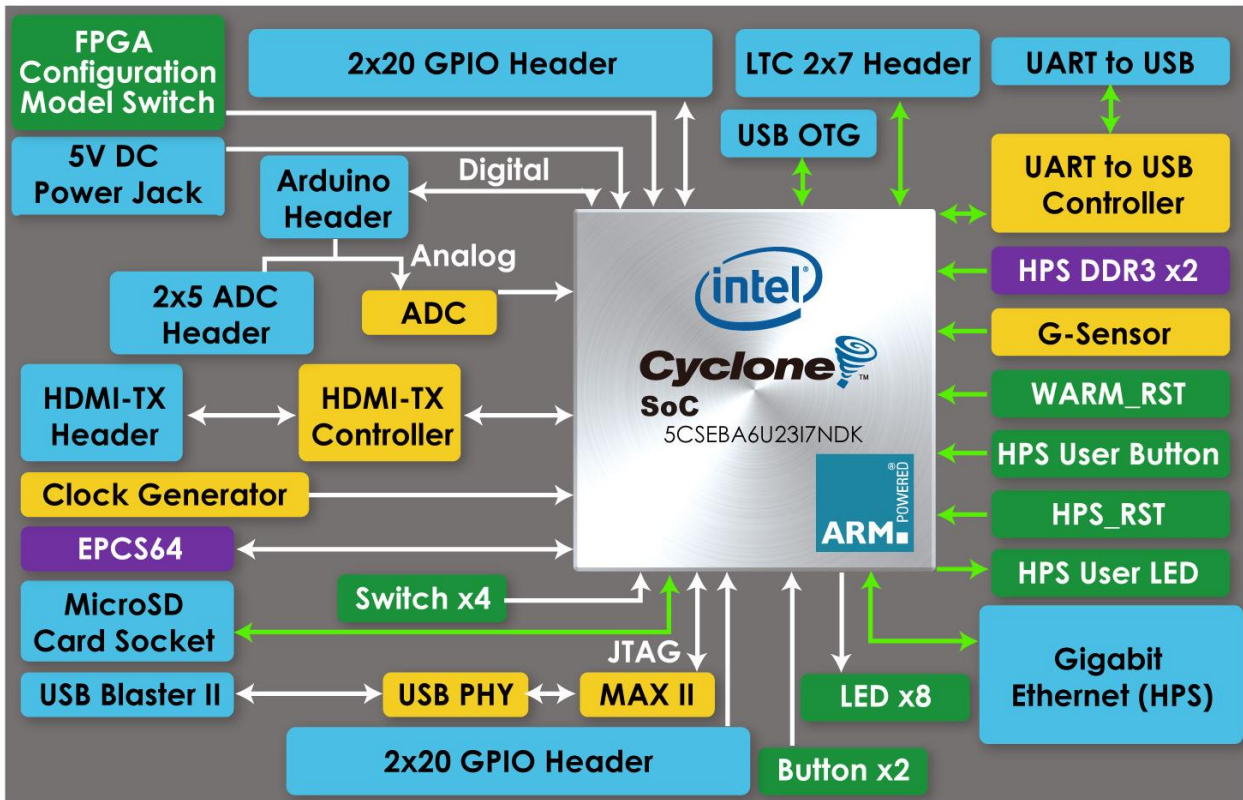 FPGA
Configuration
Model Switch
2x20 GPIO Header
LTC 2x7 Header
UART to USB
5V DC
Power Jack
Arduino
Header
Digital
USB OTG
UART to USB
Controller
Analog
2x5 ADC
Header
ADC
intel®
Cyclone™
SoC
5CSEBA6U23I7NDK
ARM®
POWERED
HPS DDR3 x2
G-Sensor
HDMI-TX
Header
HDMI-TX
Controller
WARM_RST
HPS User Button
Clock Generator
HPS_RST
EPCS64
HPS User LED
Switch x4
MicroSD
Card Socket
JTAG
Gigabit
Ethernet (HPS)
USB Blaster II
USB PHY
MAX II
LED x8
2x20 GPIO Header
Button x2